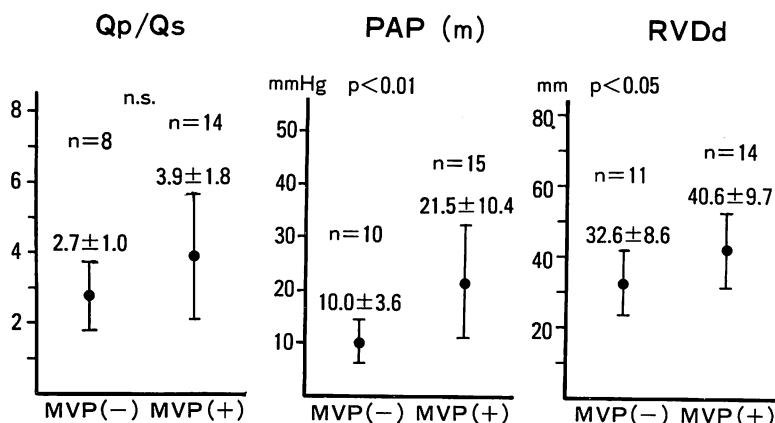 Qp/Qs
n.s.
n=8
n=14
3.9±1.8
2.7±1.0
8
6
4
2
MVP(−) MVP(+)
PAP (m)
mmHg p<0.01
n=15
21.5±10.4
n=10
10.0±3.6
50
40
30
20
10
MVP(−) MVP(+)
RVDd
mm p<0.05
n=14
n=11
40.6±9.7
32.6±8.6
80
60
40
20
MVP(−) MVP(+)